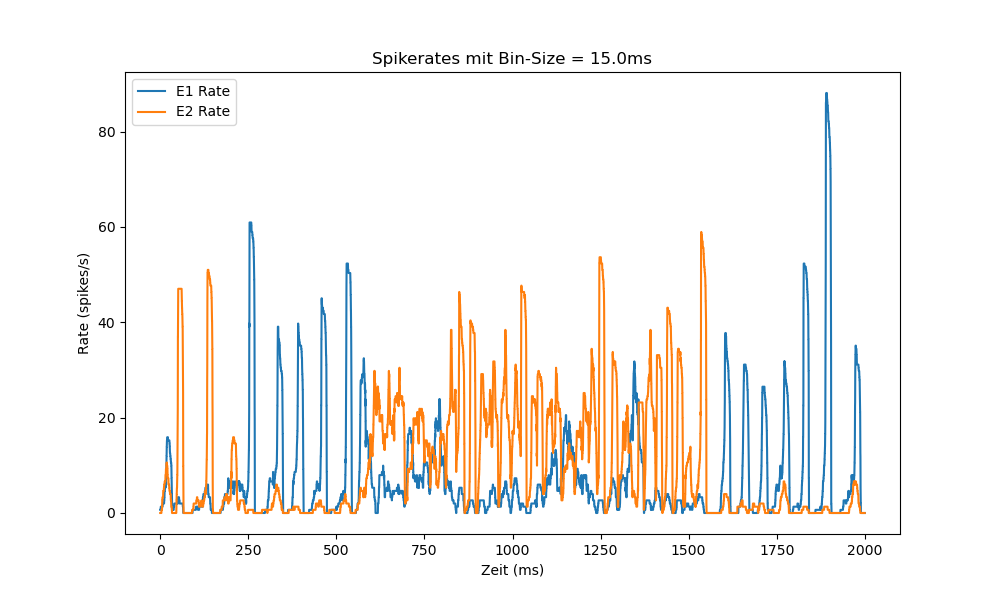 Spikerates mit Bin-Size = 15.0ms
E1 Rate
E2 Rate
Rate (spikes/s)
80
60
40
20
0
0 250 500 750 1000 1250 1500 1750 2000
Zeit (ms)